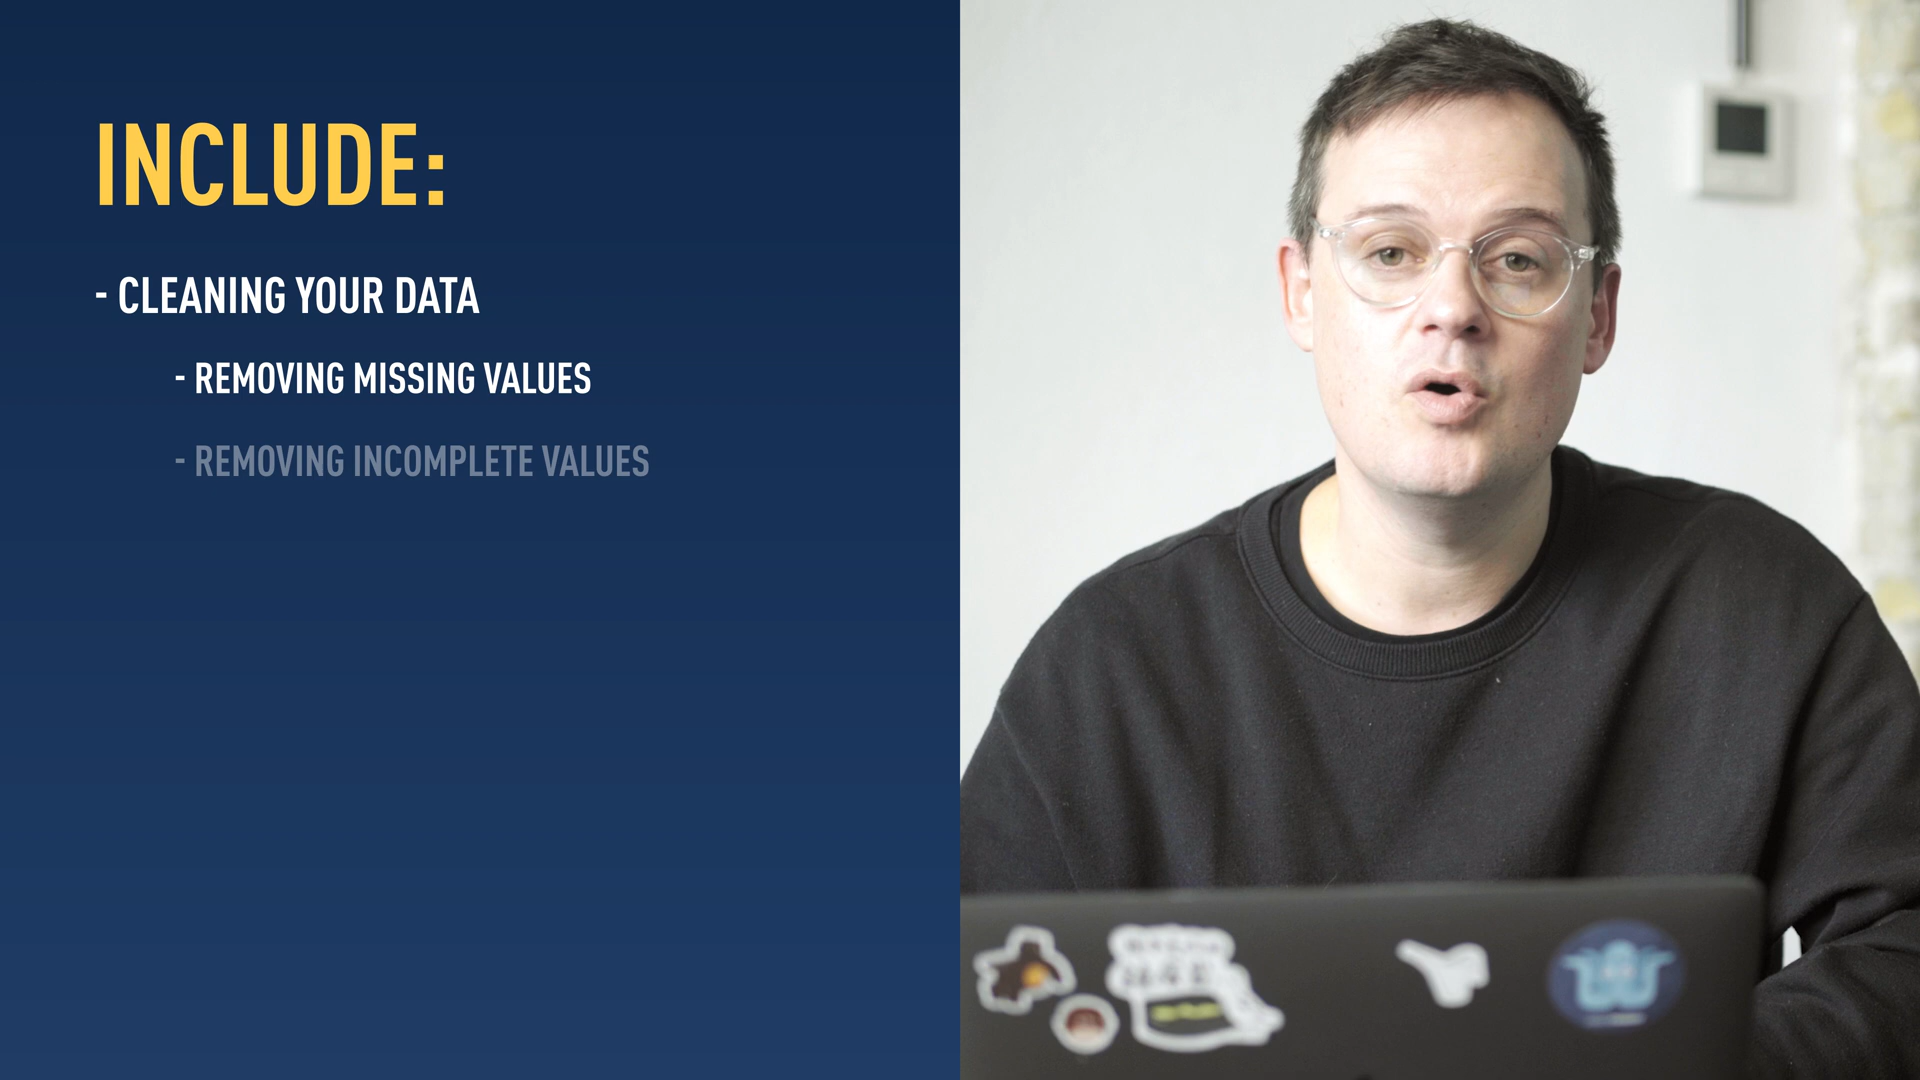 INCLUDE:
- CLEANING YOUR DATA
- REMOVING MISSING VALUES
- REMOVING INCOMPLETE VALUES